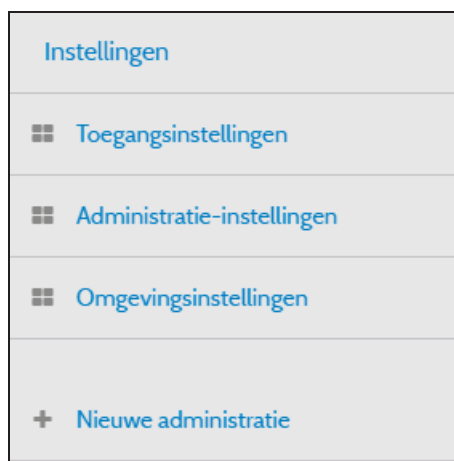 Instellingen
Toegangsinstellingen
Administratie-instellingen
Omgevingsinstellingen
Nieuwe administratie